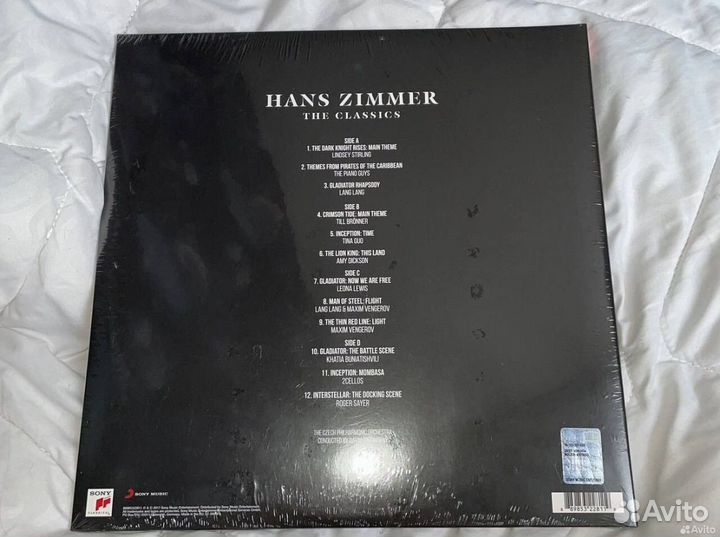 HANS ZIMMER
THE CLASSICS
SIDE A
1. THE DARK KNIGHT RISES: MAIN THEME
LINDSEY STIRLING
2. THEMES FROM PIRATES OF THE CARIBBEAN
THE PIANO GUYS
3. GLADIATOR RHAPSODY
LANG LANG
SIDE B
4. CRIMSON TIDE: MAIN THEME
TILL BRÖNNER
5. INCEPTION: TIME
TINA GUO
6. THE LION KING: THIS LAND
AMY DICKSON
SIDE C
7. GLADIATOR: NOW WE ARE FREE
LEONA LEWIS
8. MAN OF STEEL: FLIGHT
LANG LANG & MAXIM VENGEROV
9. THE THIN RED LINE: LIGHT
MAXIM VENGEROV
SIDE D
10. GLADIATOR: THE BATTLE SCENE
KHATIA BUNIATISHVILI
11. INCEPTION: MOMBASA
2CELLOS
12. INTERSTELLAR: THE DOCKING SCENE
ROGER SAYER
THE CZECH PHILHARMONIC ORCHESTRA
CONDUCTED BY
SONY
CLASSICAL
SONY MUSIC
Avito
Avito